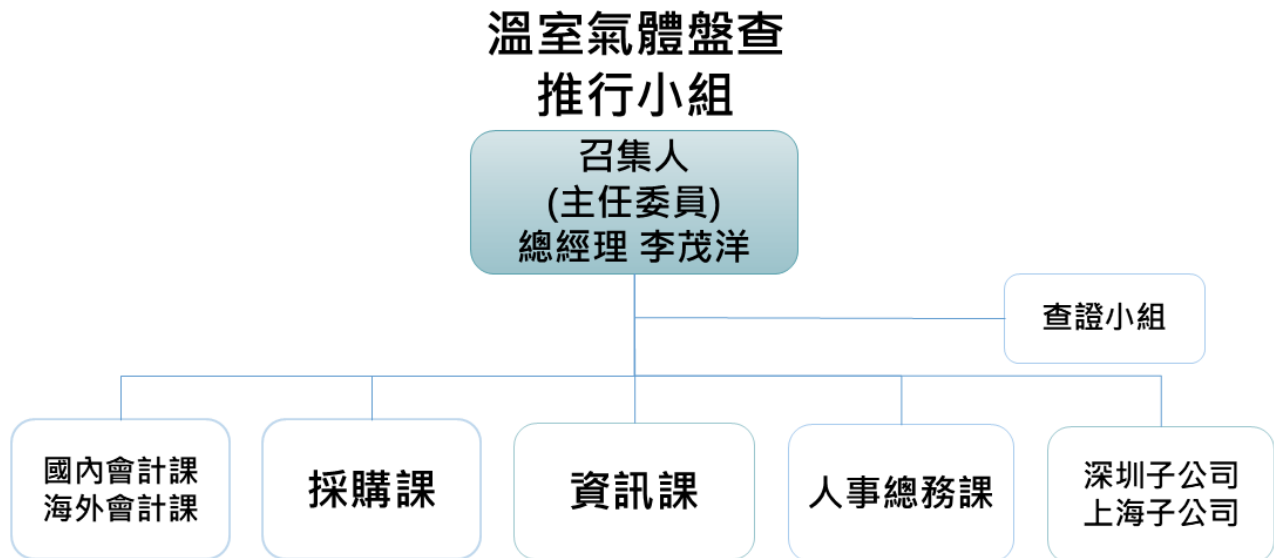 溫室氣體盤查
推行小組
召集人
(主任委員)
總經理 李茂洋
查證小組
國內會計課
海外會計課
採購課
資訊課
人事總務課
深圳子公司
上海子公司